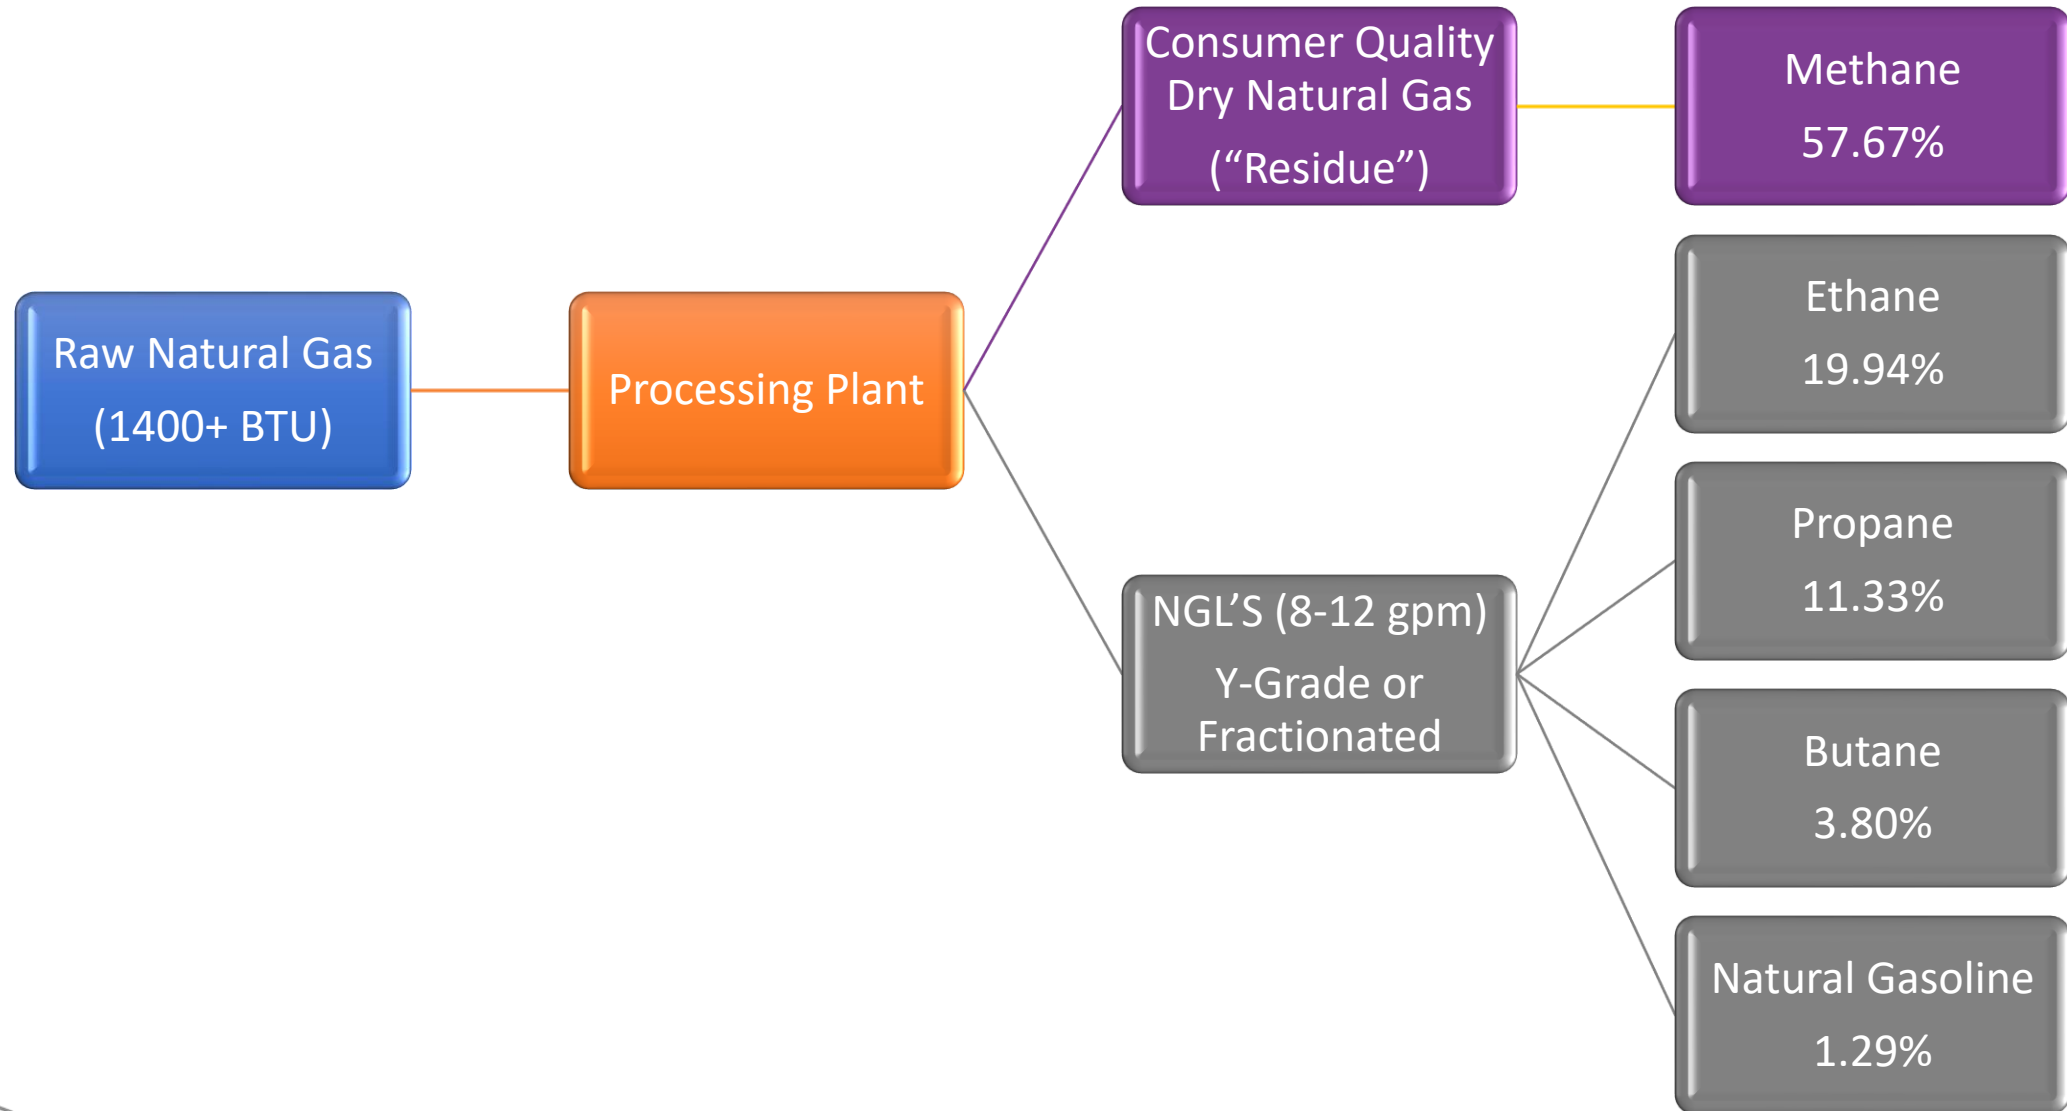 Raw Natural Gas
(1400+ BTU)
Processing Plant
Consumer Quality
Dry Natural Gas
(“Residue”)
NGL’S (8-12 gpm)
Y-Grade or
Fractionated
Methane
57.67%
Ethane
19.94%
Propane
11.33%
Butane
3.80%
Natural Gasoline
1.29%